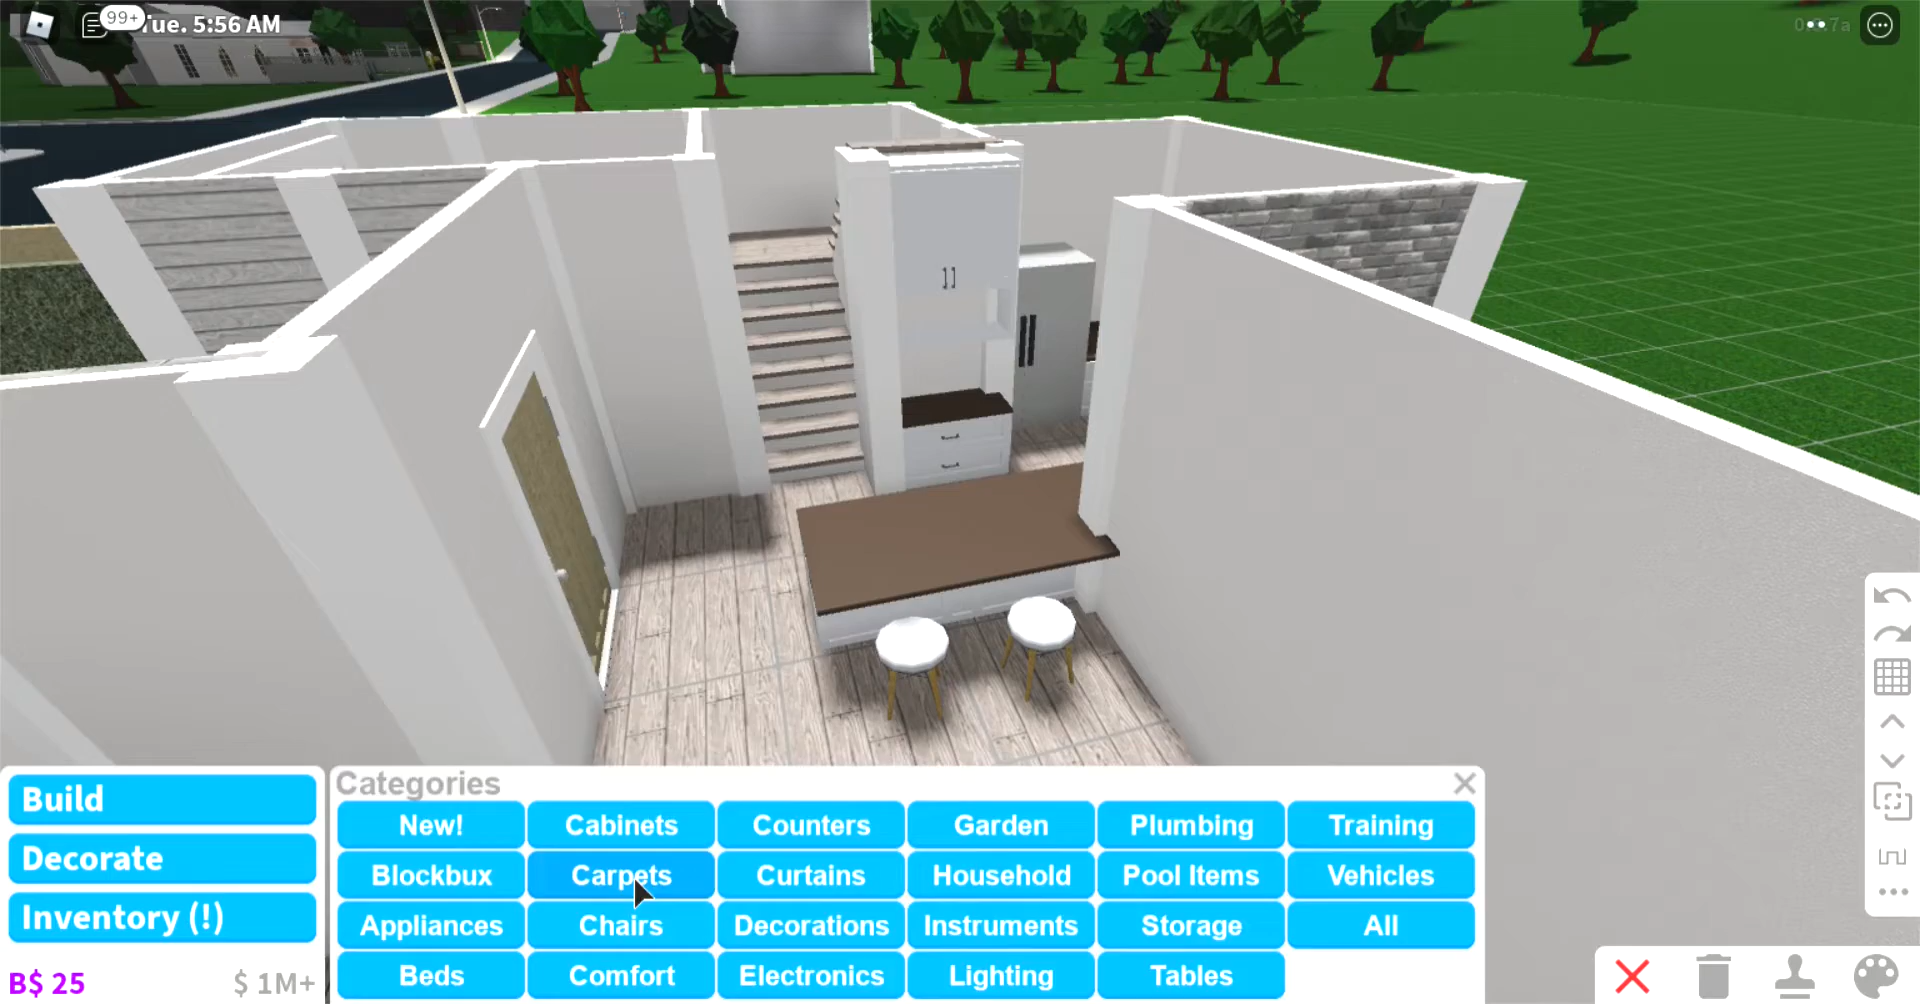 99+
Tue. 5:56 AM
Build
Decorate
Inventory (!)
B$ 25
$ 1M+
Categories
New! Cabinets Counters Garden Plumbing Training
Blockbux Carpets Curtains Household Pool Items Vehicles
Appliances Chairs Decorations Instruments Storage All
Beds Comfort Electronics Lighting Tables